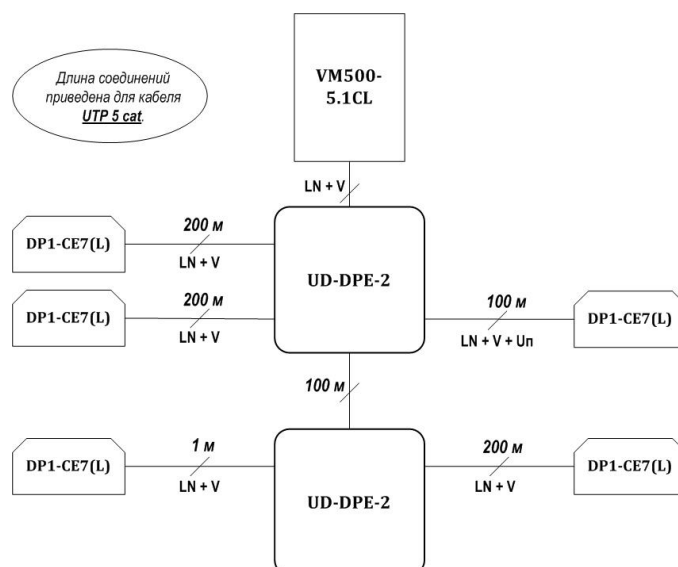 Длина соединений
приведена для кабеля
UTP 5 cat.
VM500-
5.1CL
LN + V
DP1-CE7(L)
200 м
LN + V
UD-DPE-2
DP1-CE7(L)
200 м
LN + V
100 м
LN + V + Uп
DP1-CE7(L)
100 м
DP1-CE7(L)
1 м
LN + V
UD-DPE-2
200 м
LN + V
DP1-CE7(L)